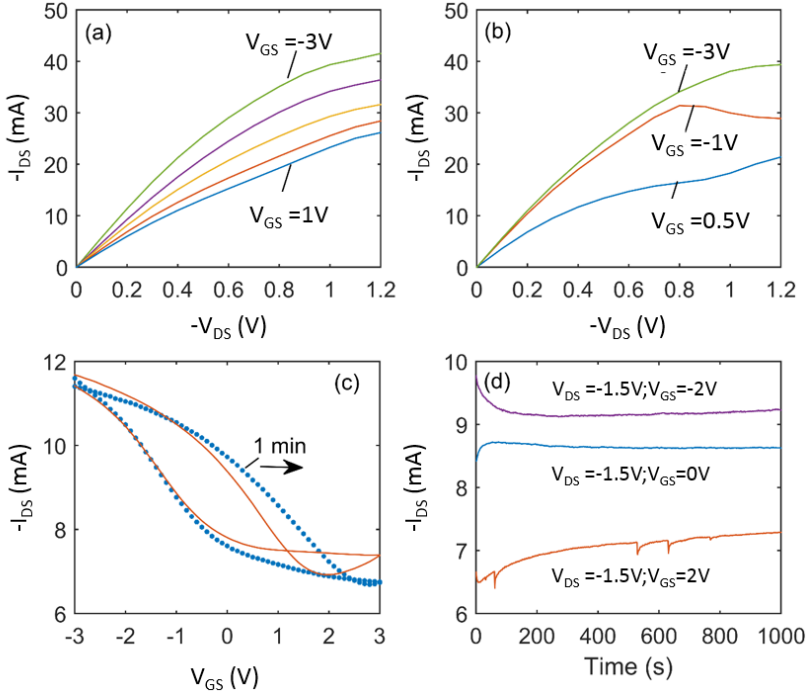 (a)
50
40
30
20
10
0
-I_DS (mA)
V_GS =-3V
V_GS =1V
0 0.2 0.4 0.6 0.8 1 1.2
-V_DS (V)
(b)
50
40
30
20
10
0
-I_DS (mA)
V_GS =-3V
V_GS =-1V
V_GS =0.5V
0 0.2 0.4 0.6 0.8 1 1.2
-V_DS (V)
(c)
12
10
8
6
-I_DS (mA)
1 min
-3 -2 -1 0 1 2 3
V_GS (V)
(d)
10
9
8
7
6
-I_DS (mA)
V_DS=-1.5V;V_GS=-2V
V_DS=-1.5V;V_GS=0V
V_DS=-1.5V;V_GS=2V
0 200 400 600 800 1000
Time (s)